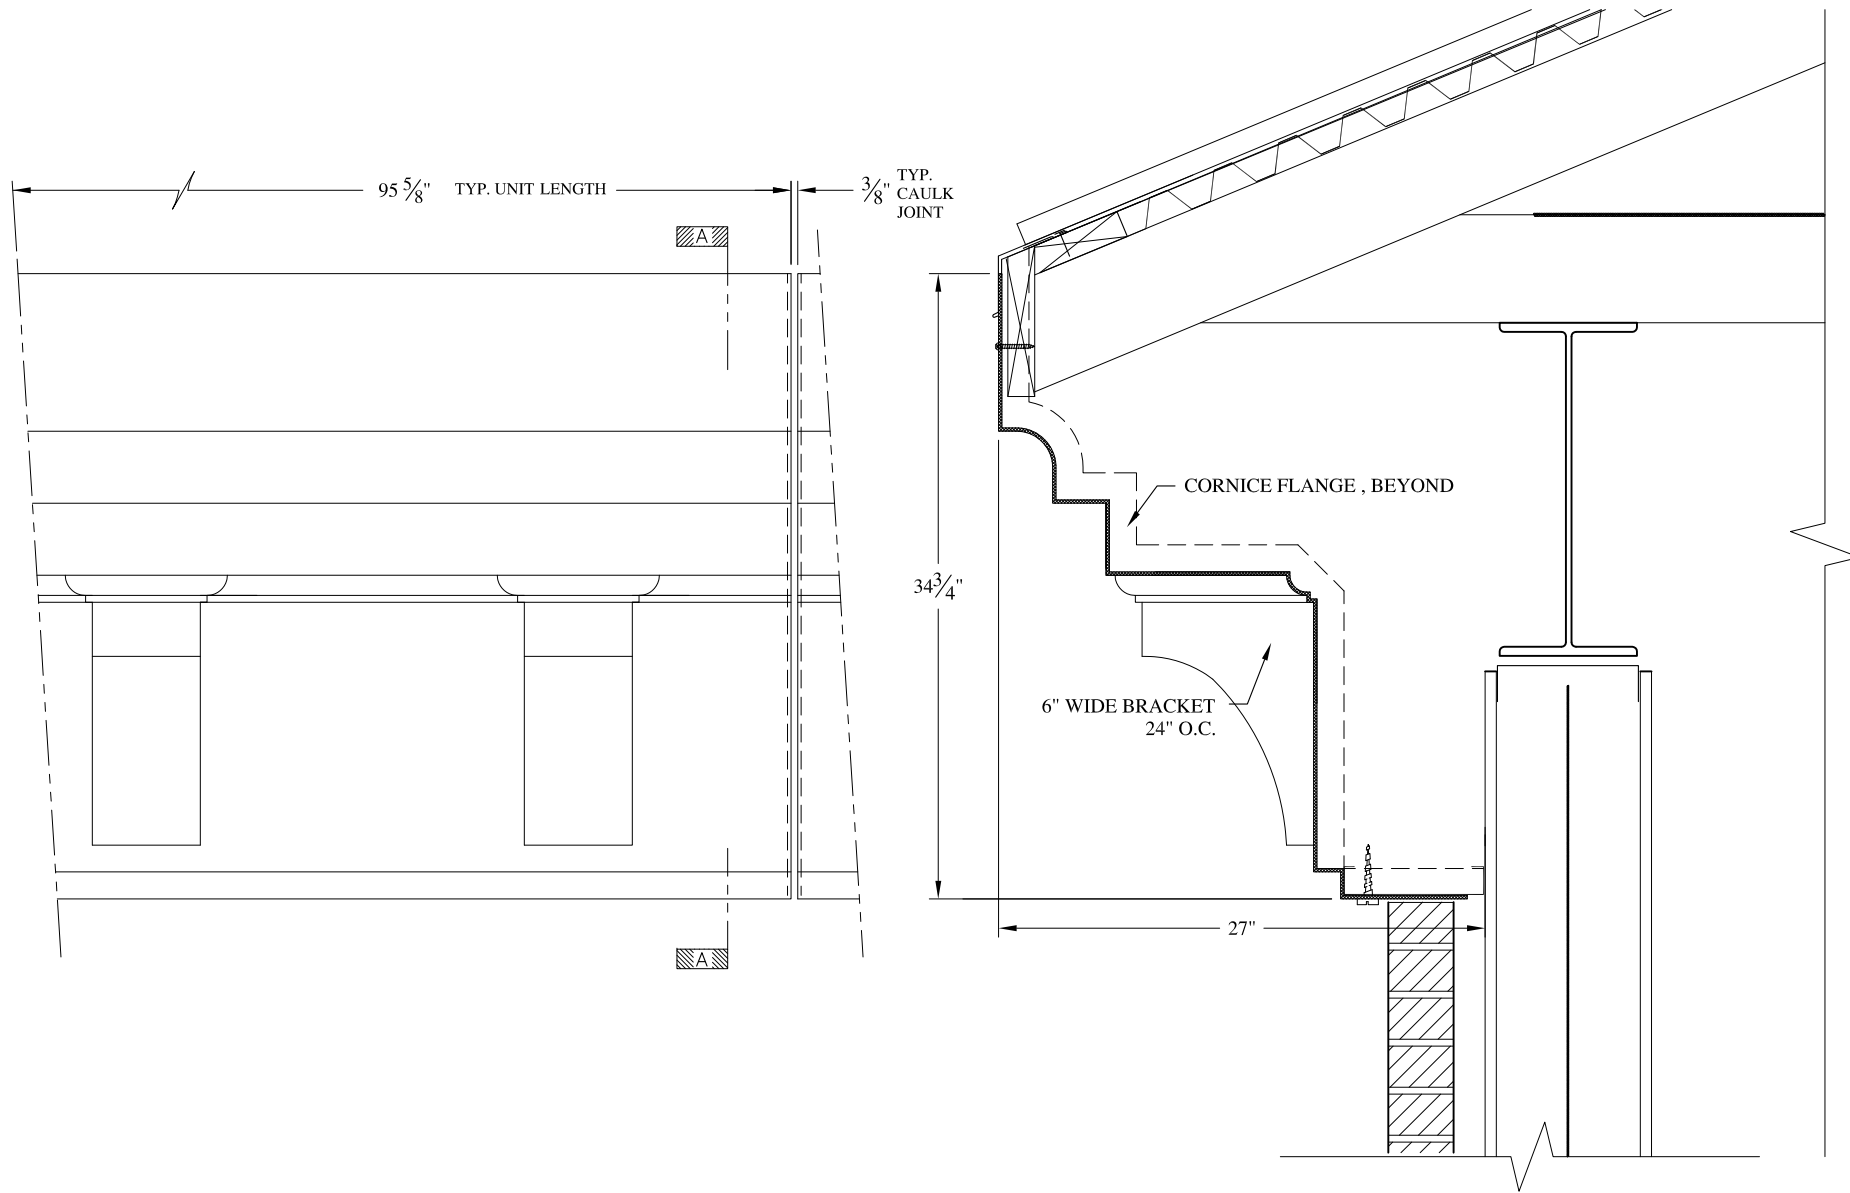 95 5/8" TYP. UNIT LENGTH
3/8" TYP.
CAULK
JOINT
A
34 3/4"
CORNICE FLANGE , BEYOND
6" WIDE BRACKET
24" O.C.
27"
A